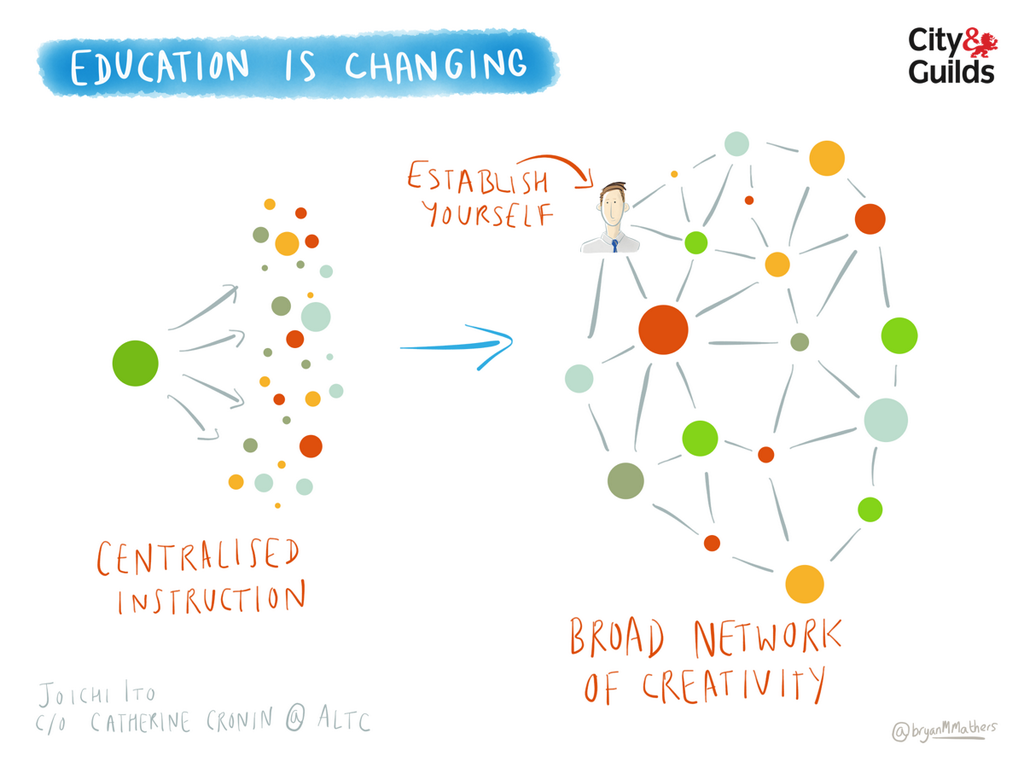 EDUCATION IS CHANGING
City&
Guilds
ESTABLISH
YOURSELF
CENTRALISED
INSTRUCTION
BROAD NETWORK
OF CREATIVITY
JOICHI ITO
C/O CATHERINE CRONIN @ ALTC
@bryanMMathers